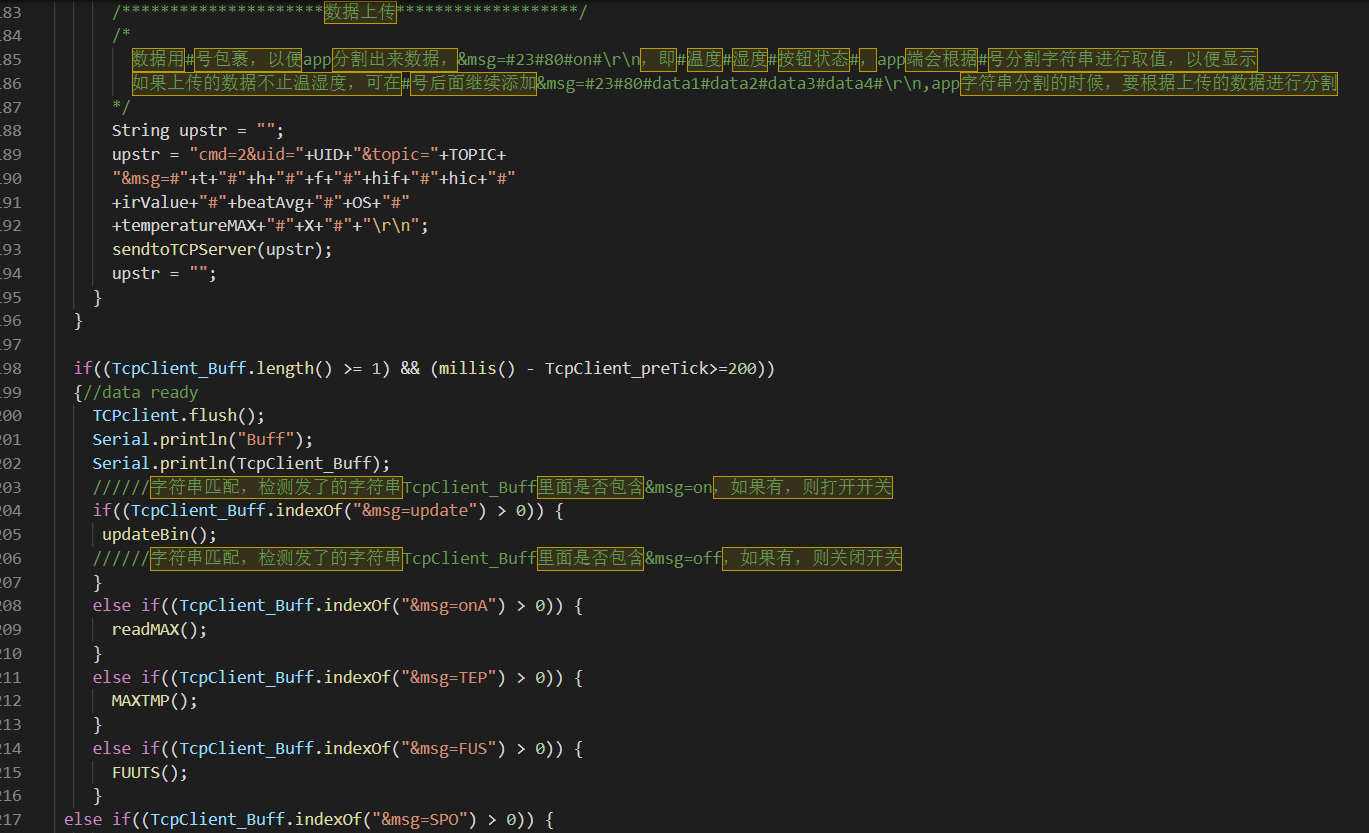 183 /*********************数据上传*******************/
184 /*
185 数据用#号包裹，以便app分割出来数据，&msg=#23#80#on#\r\n，即#温度#湿度#按钮状态#，app端会根据#号分割字符串进行取值，以便显示
186 如果上传的数据不止温湿度，可在#号后面继续添加&msg=#23#80#data1#data2#data3#data4#\r\n,app字符串分割的时候，要根据上传的数据进行分割
187 */
188 String upstr = "";
189 upstr = "cmd=2&uid="+UID+"&topic="+TOPIC+
190 "&msg=#"+t+"#"+h+"#"+f+"#"+hif+"#"+hic+"#"
191 +irValue+"#"+beatAvg+"#"+OS+"#"
192 +temperatureMAX+"#"+X+"#"+"\r\n";
193 sendtoTCPServer(upstr);
194 upstr = "";
195 }
196 }
197
198 if((TcpClient_Buff.length() >= 1) && (millis() - TcpClient_preTick>=200))
199 {//data ready
200 TCPclient.flush();
201 Serial.println("Buff");
202 Serial.println(TcpClient_Buff);
203 //////字符串匹配，检测发了的字符串TcpClient_Buff里面是否包含&msg=on，如果有，则打开开关
204 if((TcpClient_Buff.indexOf("&msg=update") > 0)) {
205 updateBin();
206 //////字符串匹配，检测发了的字符串TcpClient_Buff里面是否包含&msg=off，如果有，则关闭开关
207 }
208 else if((TcpClient_Buff.indexOf("&msg=onA") > 0)) {
209 readMAX();
210 }
211 else if((TcpClient_Buff.indexOf("&msg=TEP") > 0)) {
212 MAXTMP();
213 }
214 else if((TcpClient_Buff.indexOf("&msg=FUS") > 0)) {
215 FUUTS();
216 }
217 else if((TcpClient_Buff.indexOf("&msg=SPO") > 0)) {